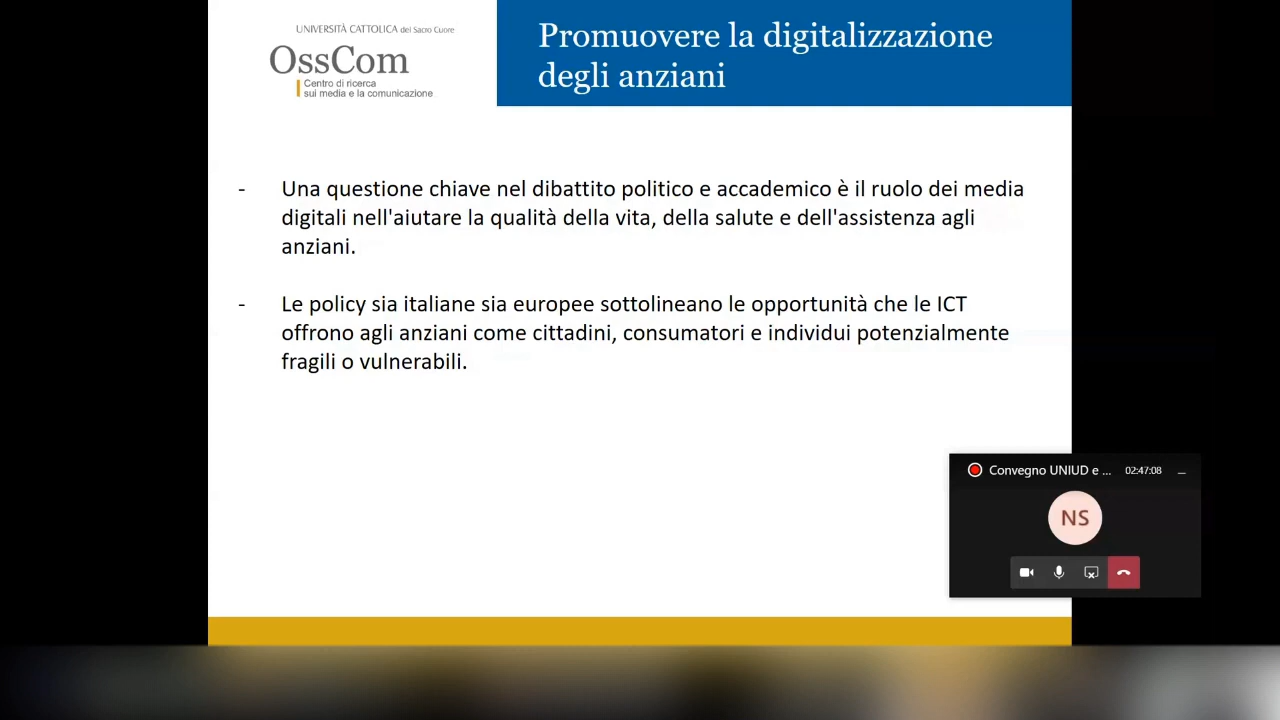 UNIVERSITÀ CATTOLICA del Sacro Cuore
OssCom
Centro di ricerca
sui media e la comunicazione
Promuovere la digitalizzazione
degli anziani
- Una questione chiave nel dibattito politico e accademico è il ruolo dei media
digitali nell'aiutare la qualità della vita, della salute e dell'assistenza agli
anziani.
- Le policy sia italiane sia europee sottolineano le opportunità che le ICT
offrono agli anziani come cittadini, consumatori e individui potenzialmente
fragili o vulnerabili.
Convegno UNIUD e ... 02:47:08
NS